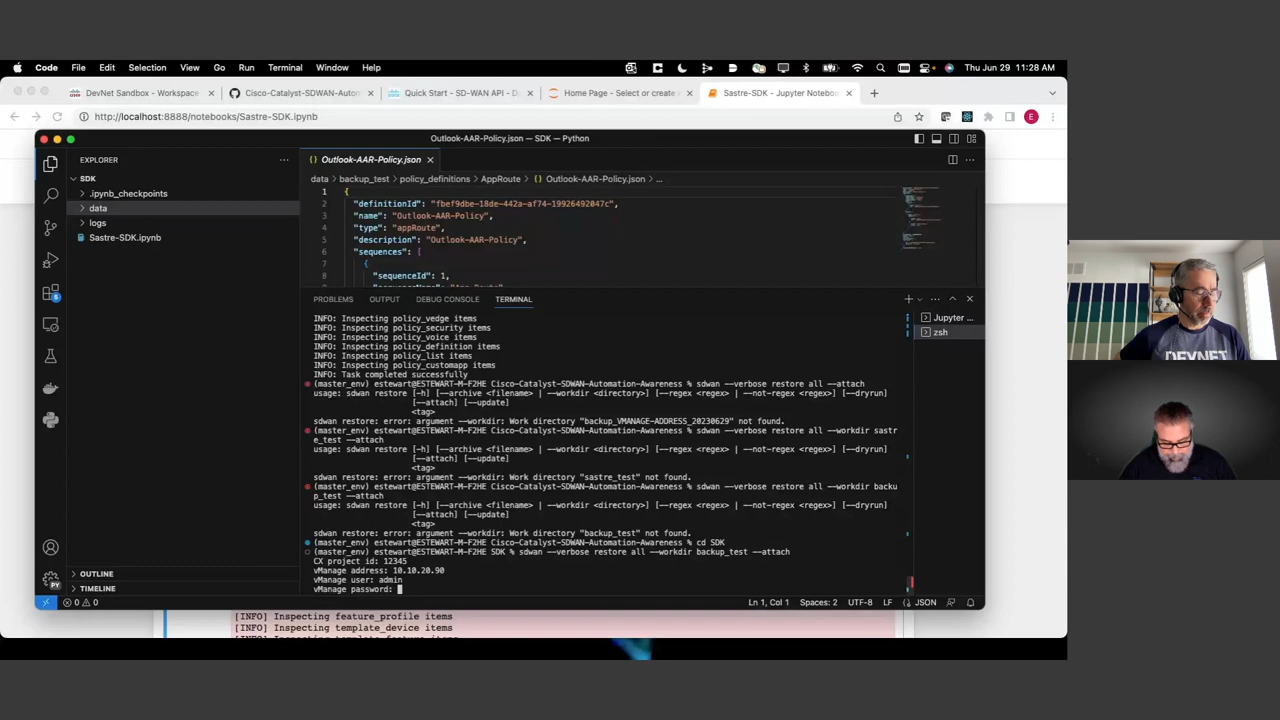 Code File Edit Selection View Go Run Terminal Window Help Thu Jun 29 11:28 AM
DevNet Sandbox - Workspace Cisco-Catalyst-SDWAN-Autom Quick Start - SD-WAN API - D Home Page - Select or create Sastre-SDK - Jupyter Notebo
http://localhost:8888/notebooks/Sastre-SDK.ipynb
Outlook-AAR-Policy.json — SDK — Python
EXPLORER
SDK
.ipynb_checkpoints
data
logs
Sastre-SDK.ipynb
OUTLINE
TIMELINE
Outlook-AAR-Policy.json
data > backup_test > policy_definitions > AppRoute > {} Outlook-AAR-Policy.json > ...
1 {
2 "definitionId": "fbef9dbe-18de-442a-af74-19926492047c",
3 "name": "Outlook-AAR-Policy",
4 "type": "appRoute",
5 "description": "Outlook-AAR-Policy",
6 "sequences": [
7 {
8 "sequenceId": 1,
PROBLEMS OUTPUT DEBUG CONSOLE TERMINAL
Jupyter ...
zsh
INFO: Inspecting policy_vedge items
INFO: Inspecting policy_security items
INFO: Inspecting policy_voice items
INFO: Inspecting policy_definition items
INFO: Inspecting policy_list items
INFO: Inspecting policy_customapp items
INFO: Task completed successfully
(master_env) estewart@ESTEWART-M-F2HE Cisco-Catalyst-SDWAN-Automation-Awareness % sdwan --verbose restore all --attach
usage: sdwan restore [-h] [--archive <filename> | --workdir <directory>] [--regex <regex> | --not-regex <regex>] [--dryrun]
[--attach] [--update]
<tag>
sdwan restore: error: argument --workdir: Work directory "backup_VMANAGE-ADDRESS_20230629" not found.
(master_env) estewart@ESTEWART-M-F2HE Cisco-Catalyst-SDWAN-Automation-Awareness % sdwan --verbose restore all --workdir sastr
e_test --attach
usage: sdwan restore [-h] [--archive <filename> | --workdir <directory>] [--regex <regex> | --not-regex <regex>] [--dryrun]
[--attach] [--update]
<tag>
sdwan restore: error: argument --workdir: Work directory "sastre_test" not found.
(master_env) estewart@ESTEWART-M-F2HE Cisco-Catalyst-SDWAN-Automation-Awareness % sdwan --verbose restore all --workdir backu
p_test --attach
usage: sdwan restore [-h] [--archive <filename> | --workdir <directory>] [--regex <regex> | --not-regex <regex>] [--dryrun]
[--attach] [--update]
<tag>
sdwan restore: error: argument --workdir: Work directory "backup_test" not found.
(master_env) estewart@ESTEWART-M-F2HE Cisco-Catalyst-SDWAN-Automation-Awareness % cd SDK
(master_env) estewart@ESTEWART-M-F2HE SDK % sdwan --verbose restore all --workdir backup_test --attach
CX project id: 12345
vManage address: 10.10.20.90
vManage user: admin
vManage password:
0 0 Ln 1, Col 1 Spaces: 2 UTF-8 LF {} JSON
[INFO] Inspecting feature_profile items
[INFO] Inspecting template_device items
DEVNET